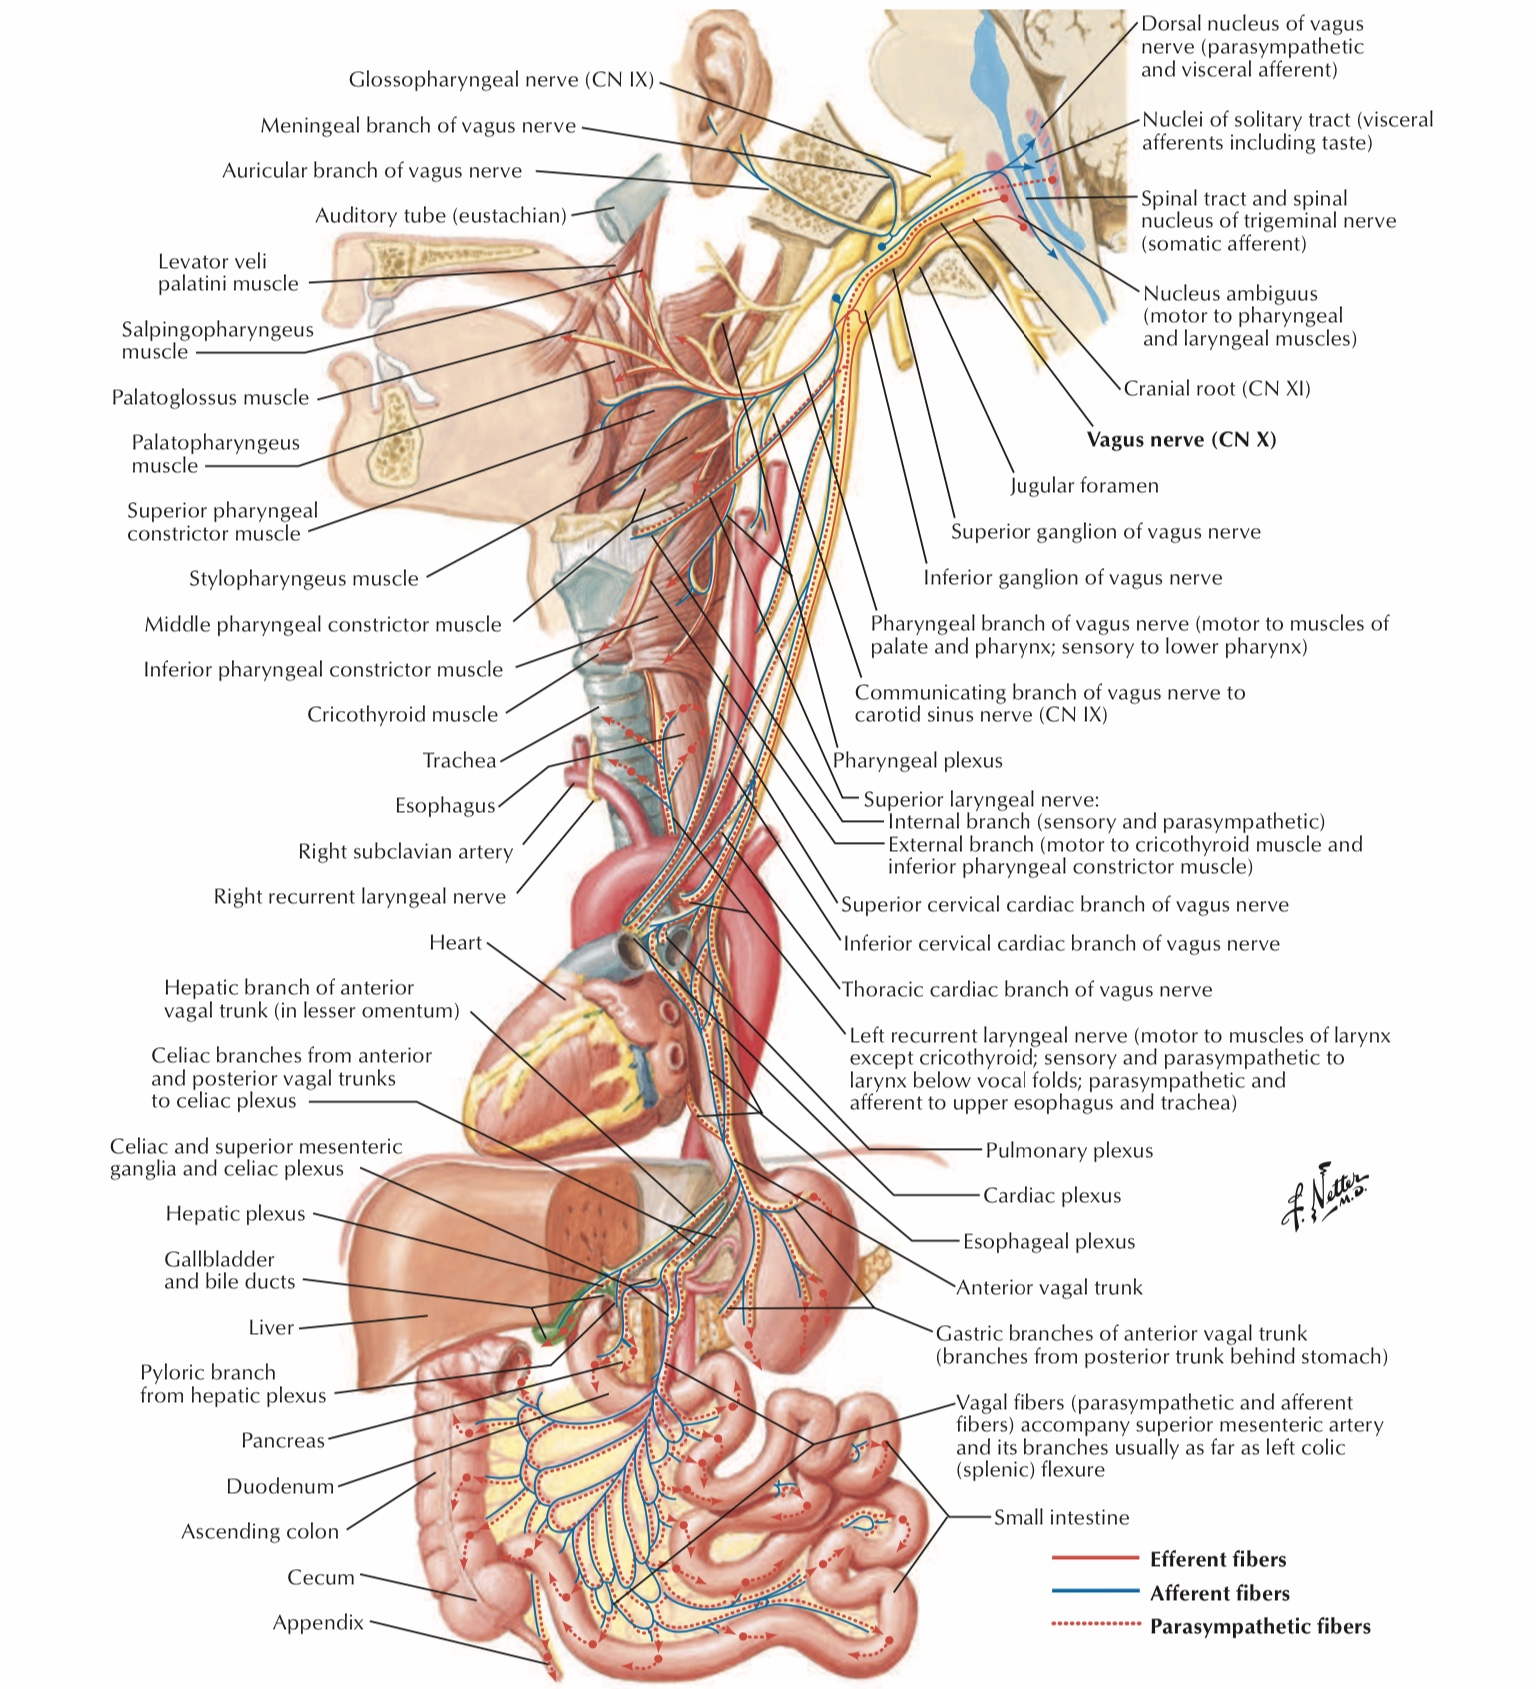 Glossopharyngeal nerve (CN IX)
Meningeal branch of vagus nerve
Auricular branch of vagus nerve
Auditory tube (eustachian)
Levator veli
palatini muscle
Salpingopharyngeus
muscle
Palatoglossus muscle
Palatopharyngeus
muscle
Superior pharyngeal
constrictor muscle
Stylopharyngeus muscle
Middle pharyngeal constrictor muscle
Inferior pharyngeal constrictor muscle
Cricothyroid muscle
Trachea
Esophagus
Right subclavian artery
Right recurrent laryngeal nerve
Heart
Hepatic branch of anterior
vagal trunk (in lesser omentum)
Celiac branches from anterior
and posterior vagal trunks
to celiac plexus
Celiac and superior mesenteric
ganglia and celiac plexus
Hepatic plexus
Gallbladder
and bile ducts
Liver
Pyloric branch
from hepatic plexus
Pancreas
Duodenum
Ascending colon
Cecum
Appendix
Dorsal nucleus of vagus
nerve (parasympathetic
and visceral afferent)
Nuclei of solitary tract (visceral
afferents including taste)
Spinal tract and spinal
nucleus of trigeminal nerve
(somatic afferent)
Nucleus ambiguus
(motor to pharyngeal
and laryngeal muscles)
Cranial root (CN XI)
Vagus nerve (CN X)
Jugular foramen
Superior ganglion of vagus nerve
Inferior ganglion of vagus nerve
Pharyngeal branch of vagus nerve (motor to muscles of
palate and pharynx; sensory to lower pharynx)
Communicating branch of vagus nerve to
carotid sinus nerve (CN IX)
Pharyngeal plexus
Superior laryngeal nerve:
Internal branch (sensory and parasympathetic)
External branch (motor to cricothyroid muscle and
inferior pharyngeal constrictor muscle)
Superior cervical cardiac branch of vagus nerve
Inferior cervical cardiac branch of vagus nerve
Thoracic cardiac branch of vagus nerve
Left recurrent laryngeal nerve (motor to muscles of larynx
except cricothyroid; sensory and parasympathetic to
larynx below vocal folds; parasympathetic and
afferent to upper esophagus and trachea)
Pulmonary plexus
Cardiac plexus
Esophageal plexus
Anterior vagal trunk
Gastric branches of anterior vagal trunk
(branches from posterior trunk behind stomach)
Vagal fibers (parasympathetic and afferent
fibers) accompany superior mesenteric artery
and its branches usually as far as left colic
(splenic) flexure
Small intestine
Efferent fibers
Afferent fibers
Parasympathetic fibers
F. Netter
M.D.